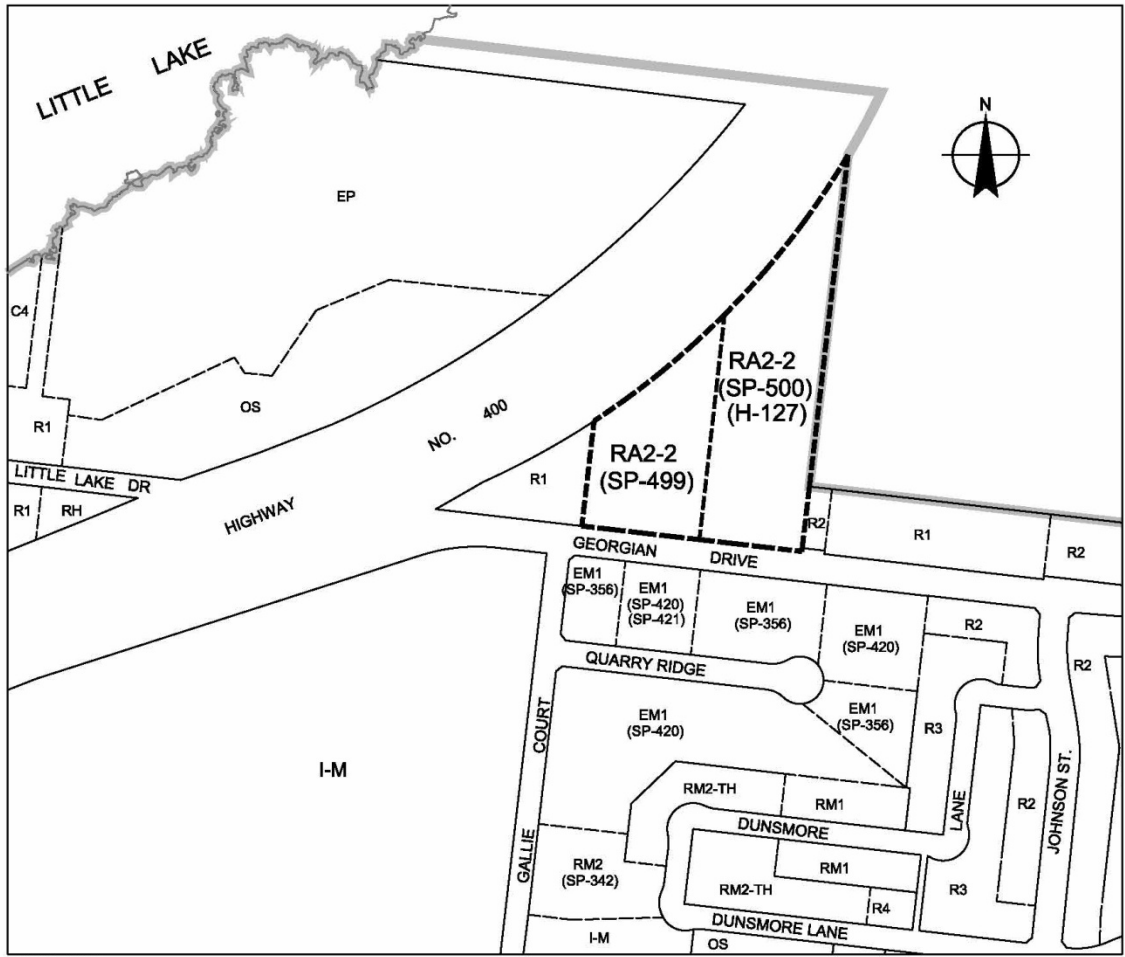 LITTLE LAKE
N
EP
C4
OS
R1
LITTLE LAKE DR
R1
RH
HIGHWAY
NO. 400
RA2-2
(SP-500)
(H-127)
RA2-2
(SP-499)
R1
R2
R1
R2
GEORGIAN DRIVE
EM1
(SP-356)
EM1
(SP-420)
(SP-421)
EM1
(SP-356)
EM1
(SP-420)
R2
R2
QUARRY RIDGE
COURT
EM1
(SP-420)
EM1
(SP-356)
R3
R2
I-M
RM2-TH
RM1
DUNSMORE
LANE
JOHNSON ST.
GALLIE
RM2
(SP-342)
RM1
RM2-TH
R3
R4
DUNSMORE LANE
I-M
OS